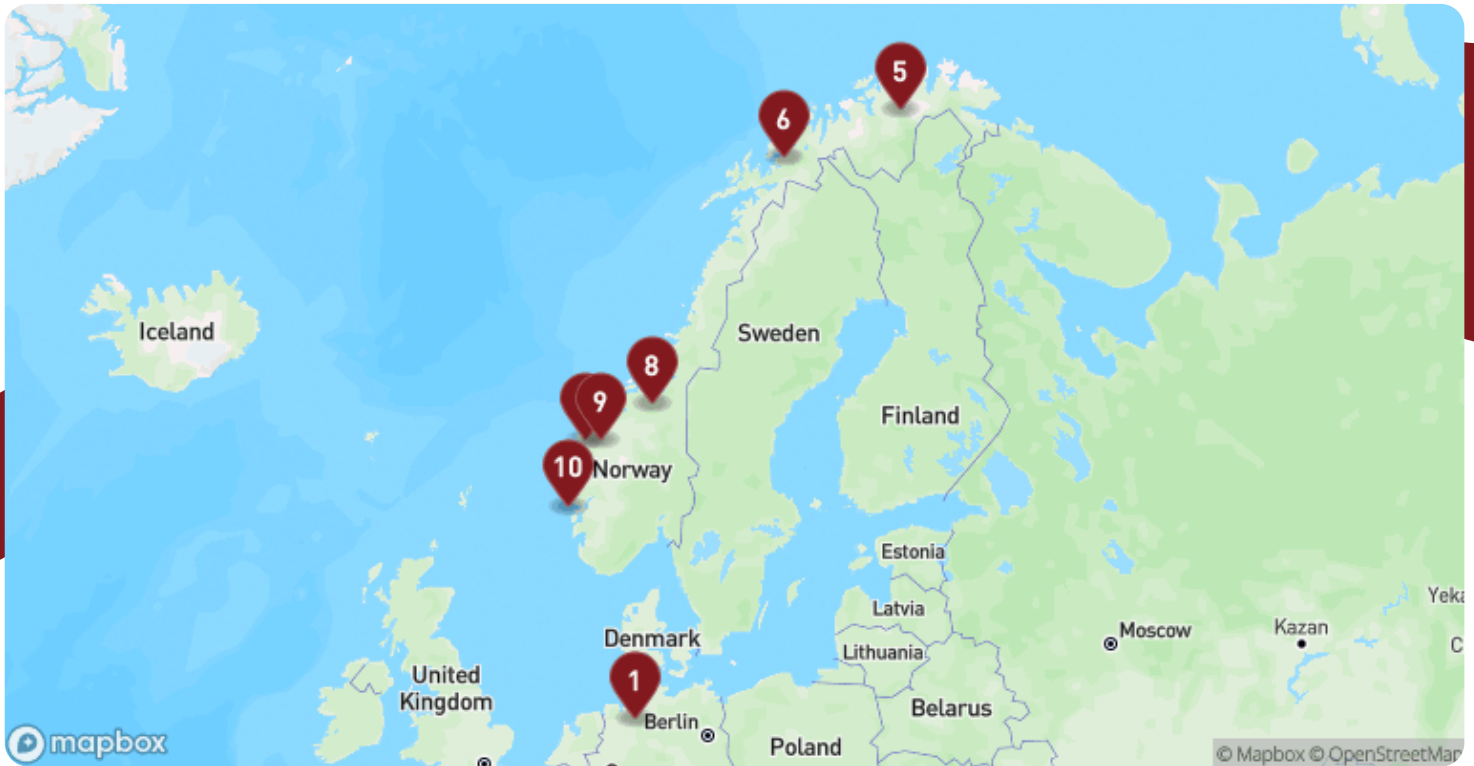 5
6
Iceland
Sweden
8
9
Finland
10
Norway
Estonia
Latvia
Denmark
Lithuania
Moscow
Kazan
Yeka
C
United
Kingdom
1
Berlin
Belarus
Poland
mapbox
© Mapbox © OpenStreetMap